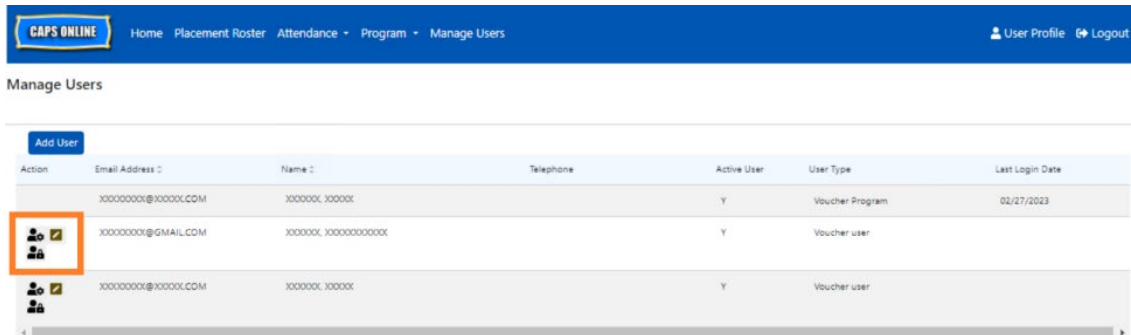 CAPS ONLINE Home Placement Roster Attendance Program Manage Users User Profile Logout
Manage Users
Add User
Action Email Address Name Telephone Active User User Type Last Login Date
XXXXXXXX@XXXXX.COM XXXXXX, XXXXX Y Voucher Program 02/27/2023
XXXXXXXX@GMAIL.COM XXXXXX, XXXXXXXXXXX Y Voucher user
XXXXXXXXX@XXXXX.COM XXXXXX, XXXXX Y Voucher user